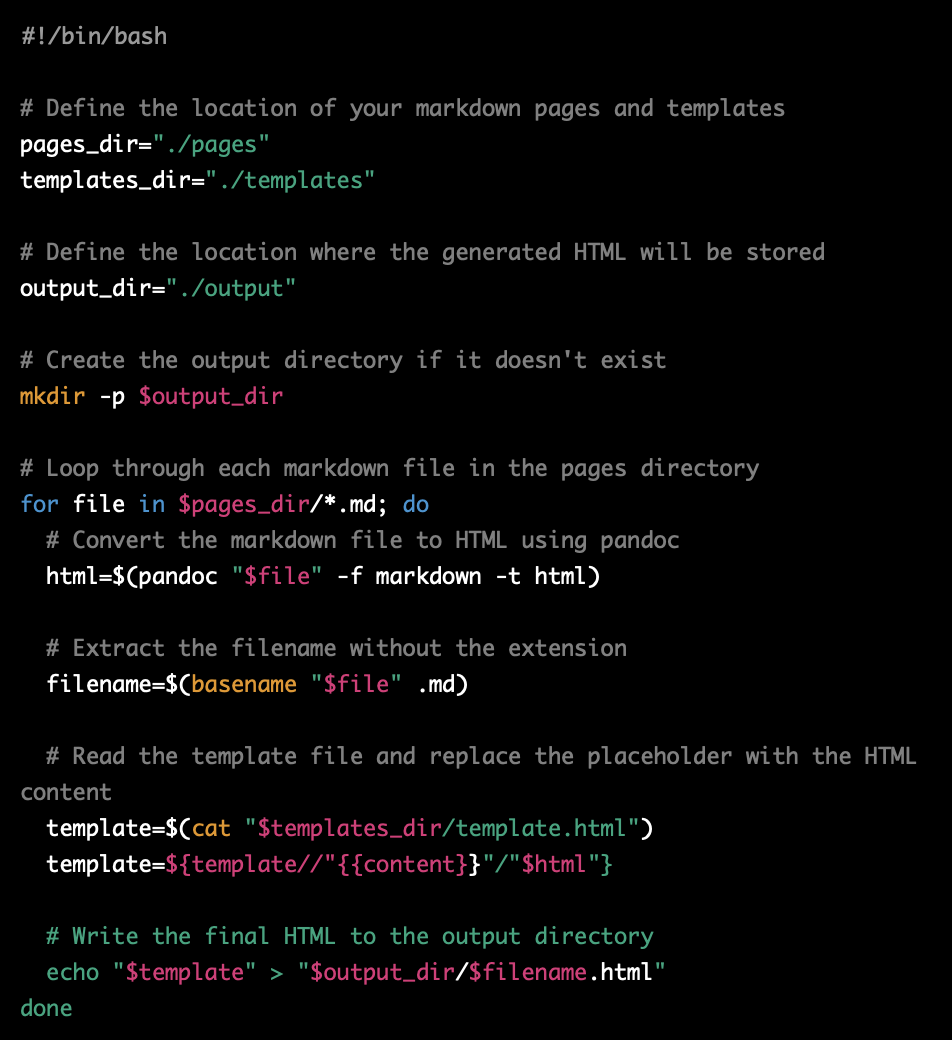 #!/bin/bash

# Define the location of your markdown pages and templates
pages_dir="./pages"
templates_dir="./templates"

# Define the location where the generated HTML will be stored
output_dir="./output"

# Create the output directory if it doesn't exist
mkdir -p $output_dir

# Loop through each markdown file in the pages directory
for file in $pages_dir/*.md; do
  # Convert the markdown file to HTML using pandoc
  html=$(pandoc "$file" -f markdown -t html)

  # Extract the filename without the extension
  filename=$(basename "$file" .md)

  # Read the template file and replace the placeholder with the HTML
content
  template=$(cat "$templates_dir/template.html")
  template=${template//"{{content}}"/"$html"}

  # Write the final HTML to the output directory
  echo "$template" > "$output_dir/$filename.html"
done